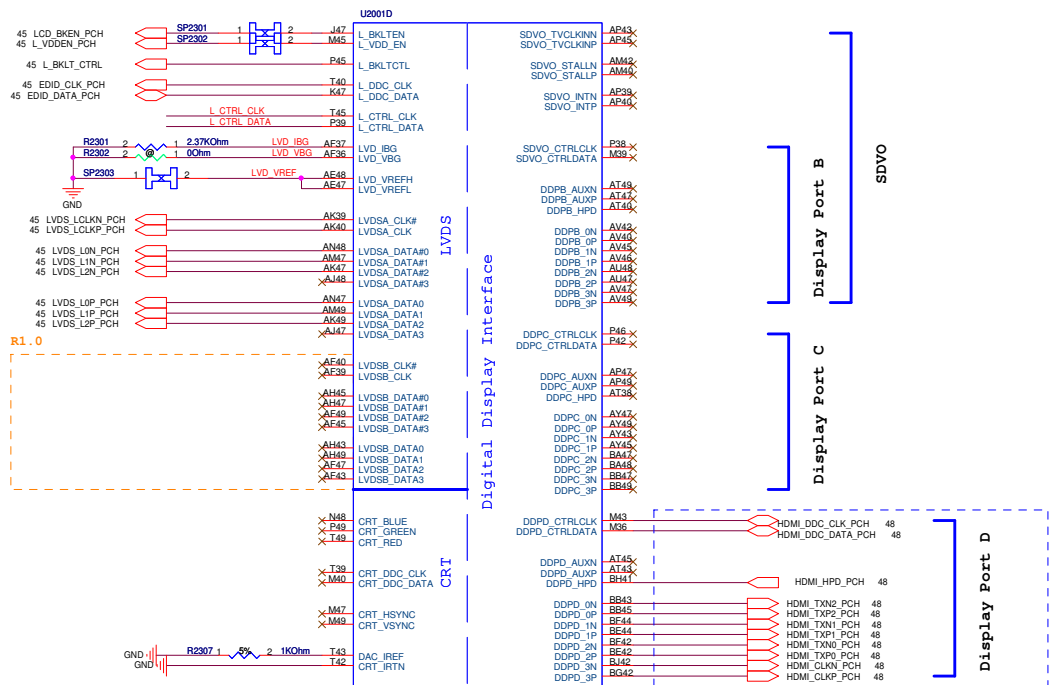 U2001D
45 LCD_BKEN_PCH SP2301 1 2 J47 L_BKLTEN
45 L_VDDEN_PCH SP2302 1 2 M45 L_VDD_EN
45 L_BKLT_CTRL P45 L_BKLTCTL
45 EDID_CLK_PCH T40 L_DDC_CLK
45 EDID_DATA_PCH K47 L_DDC_DATA
L_CTRL_CLK T45 L_CTRL_CLK
L_CTRL_DATA P39 L_CTRL_DATA
R2301 2 1 2.37KOhm LVD_IBG AF37 LVD_IBG
R2302 2 @ 1 0Ohm LVD_VBG AF36 LVD_VBG
SP2303 1 2 LVD_VREF AE48 LVD_VREFH
AE47 LVD_VREFL
GND
45 LVDS_LCLKN_PCH AK39 LVDSA_CLK#
45 LVDS_LCLKP_PCH AK40 LVDSA_CLK
45 LVDS_L0N_PCH AN48 LVDSA_DATA#0
45 LVDS_L1N_PCH AM47 LVDSA_DATA#1
45 LVDS_L2N_PCH AK47 LVDSA_DATA#2
AJ48 LVDSA_DATA#3
45 LVDS_L0P_PCH AN47 LVDSA_DATA0
45 LVDS_L1P_PCH AM49 LVDSA_DATA1
45 LVDS_L2P_PCH AK49 LVDSA_DATA2
AJ47 LVDSA_DATA3
R1.0
AF40 LVDSB_CLK#
AF39 LVDSB_CLK
AH45 LVDSB_DATA#0
AH47 LVDSB_DATA#1
AF49 LVDSB_DATA#2
AF45 LVDSB_DATA#3
AH43 LVDSB_DATA0
AH49 LVDSB_DATA1
AF47 LVDSB_DATA2
AF43 LVDSB_DATA3
N48 CRT_BLUE
P49 CRT_GREEN
T49 CRT_RED
T39 CRT_DDC_CLK
M40 CRT_DDC_DATA
M47 CRT_HSYNC
M49 CRT_VSYNC
GND R2307 1 5% 2 1KOhm T43 DAC_IREF
GND T42 CRT_IRTN
LVDS
CRT
Digital Display Interface
SDVO_TVCLKINN AP43
SDVO_TVCLKINP AP45
SDVO_STALLN AM42
SDVO_STALLP AM40
SDVO_INTN AP39
SDVO_INTP AP40
SDVO_CTRLCLK P38
SDVO_CTRLDATA M39
DDPB_AUXN AT49
DDPB_AUXP AT47
DDPB_HPD AT40
DDPB_0N AV42
DDPB_0P AV40
DDPB_1N AV45
DDPB_1P AV46
DDPB_2N AU48
DDPB_2P AU47
DDPB_3N AV47
DDPB_3P AV49
Display Port B
SDVO
DDPC_CTRLCLK P46
DDPC_CTRLDATA P42
DDPC_AUXN AP47
DDPC_AUXP AP49
DDPC_HPD AT38
DDPC_0N AY47
DDPC_0P AY49
DDPC_1N AY43
DDPC_1P AY45
DDPC_2N BA47
DDPC_2P BA48
DDPC_3N BB47
DDPC_3P BB49
Display Port C
DDPD_CTRLCLK M43 HDMI_DDC_CLK_PCH 48
DDPD_CTRLDATA M36 HDMI_DDC_DATA_PCH 48
DDPD_AUXN AT45
DDPD_AUXP AT43
DDPD_HPD BH41 HDMI_HPD_PCH 48
DDPD_0N BB43 HDMI_TXN2_PCH 48
DDPD_0P BB45 HDMI_TXP2_PCH 48
DDPD_1N BF44 HDMI_TXN1_PCH 48
DDPD_1P BE44 HDMI_TXP1_PCH 48
DDPD_2N BF42 HDMI_TXN0_PCH 48
DDPD_2P BE42 HDMI_TXP0_PCH 48
DDPD_3N BJ42 HDMI_CLKN_PCH 48
DDPD_3P BG42 HDMI_CLKP_PCH 48
Display Port D